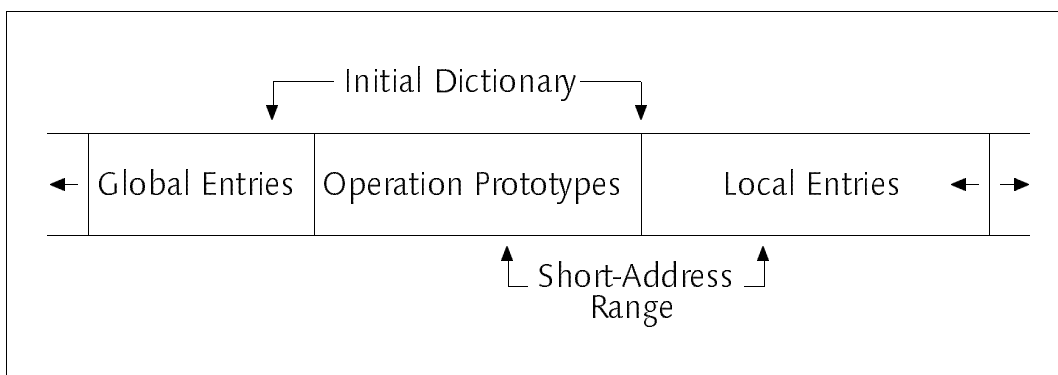 Initial Dictionary
Global Entries
Operation Prototypes
Local Entries
Short-Address
Range